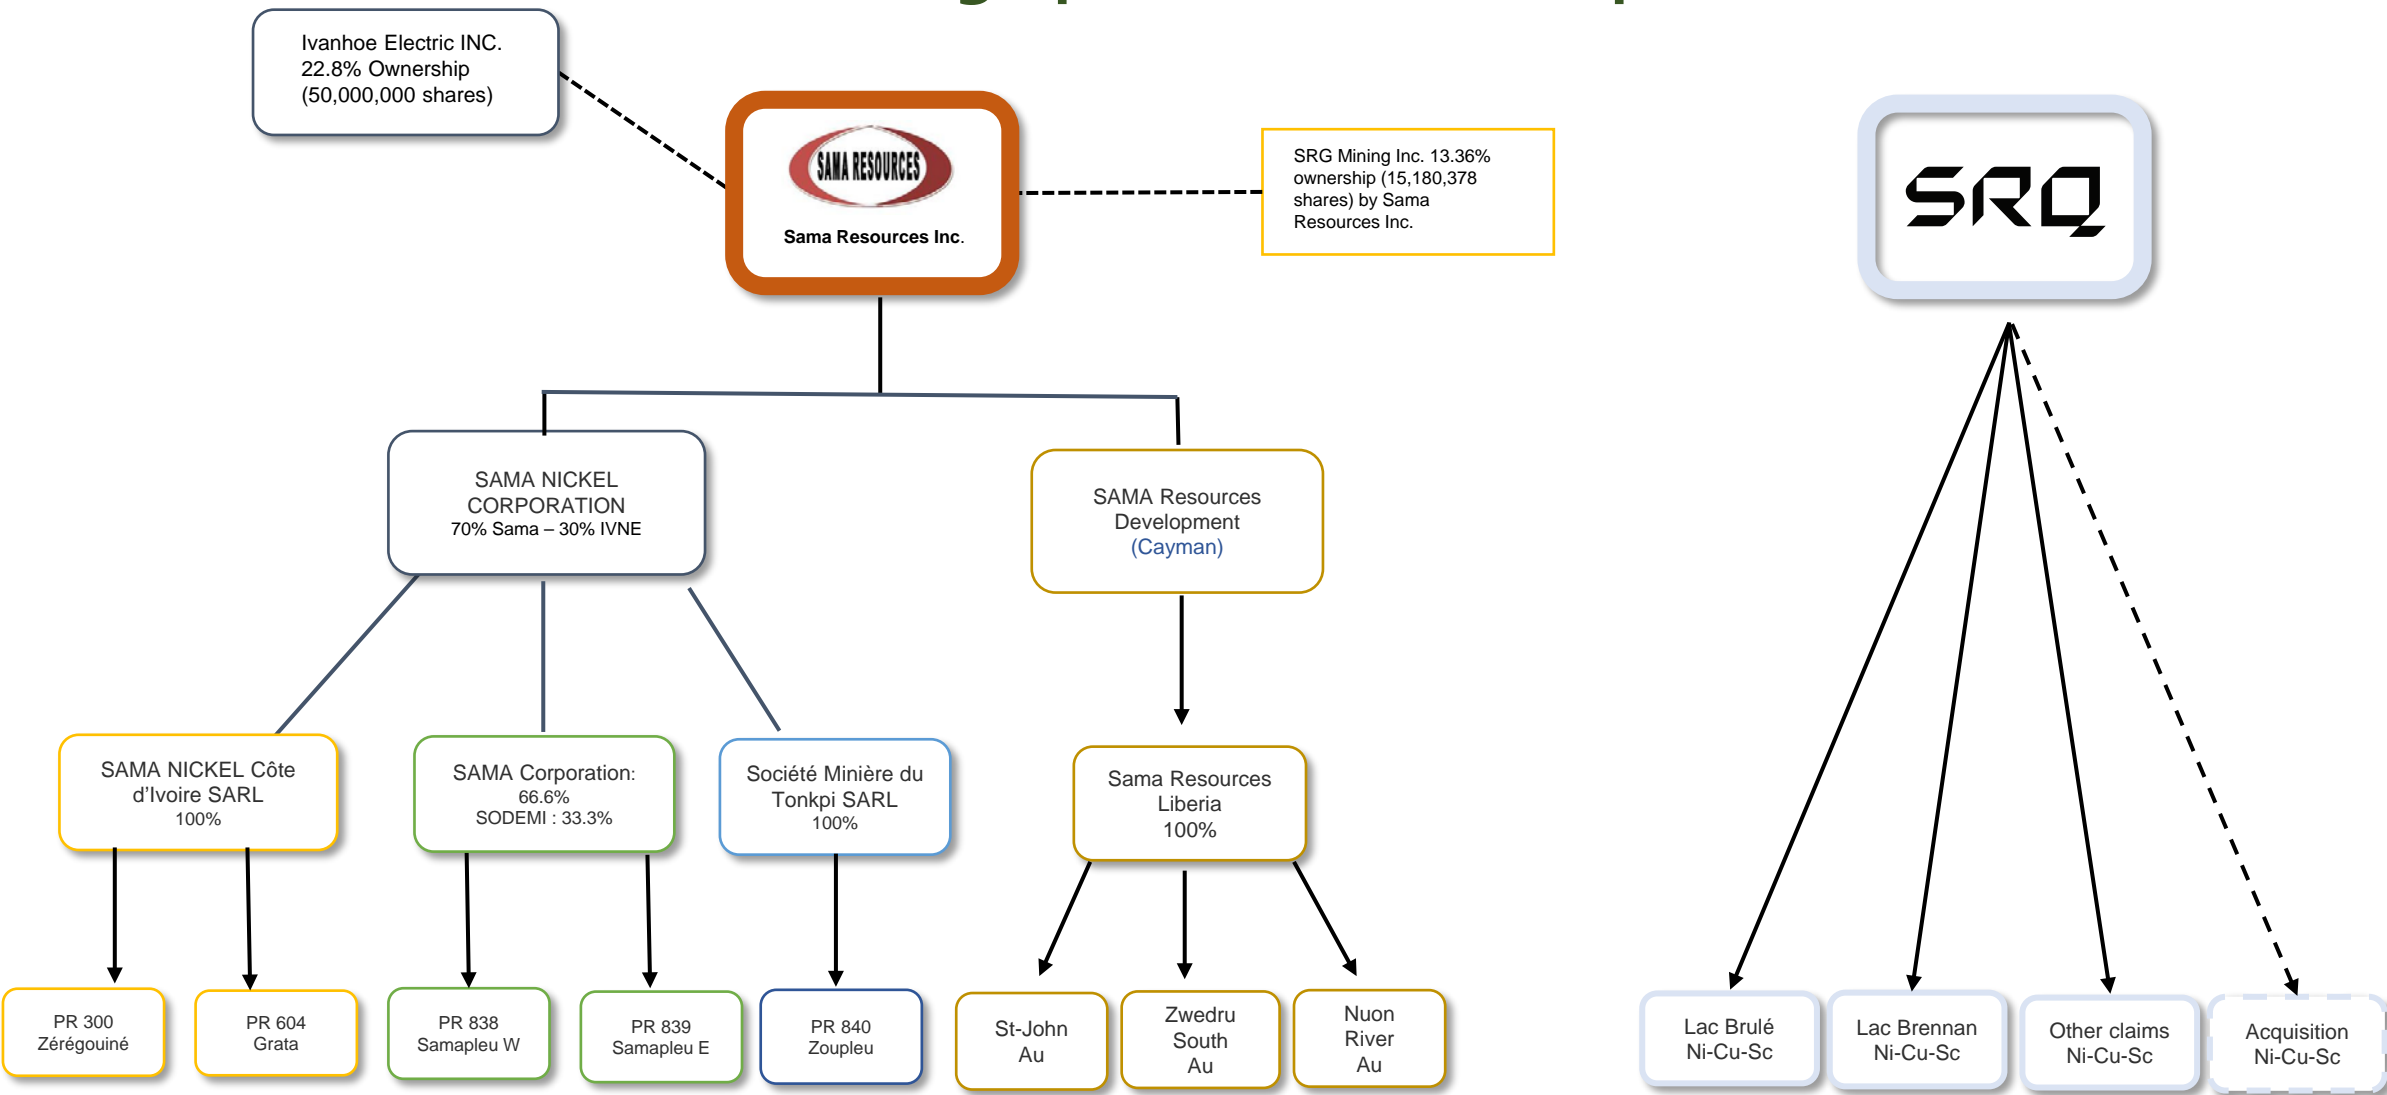 Ivanhoe Electric INC.
22.8% Ownership
(50,000,000 shares)
SAMA RESOURCES
Sama Resources Inc.
SRG Mining Inc. 13.36%
ownership (15,180,378
shares) by Sama
Resources Inc.
SRQ
SAMA NICKEL
CORPORATION
70% Sama – 30% IVNE
SAMA Resources
Development
(Cayman)
SAMA NICKEL Côte
d'Ivoire SARL
100%
SAMA Corporation:
66.6%
SODEMI : 33.3%
Société Minière du
Tonkpi SARL
100%
Sama Resources
Liberia
100%
PR 300
Zérégouiné
PR 604
Grata
PR 838
Samapleu W
PR 839
Samapleu E
PR 840
Zoupleu
St-John
Au
Zwedru
South
Au
Nuon
River
Au
Lac Brulé
Ni-Cu-Sc
Lac Brennan
Ni-Cu-Sc
Other claims
Ni-Cu-Sc
Acquisition
Ni-Cu-Sc